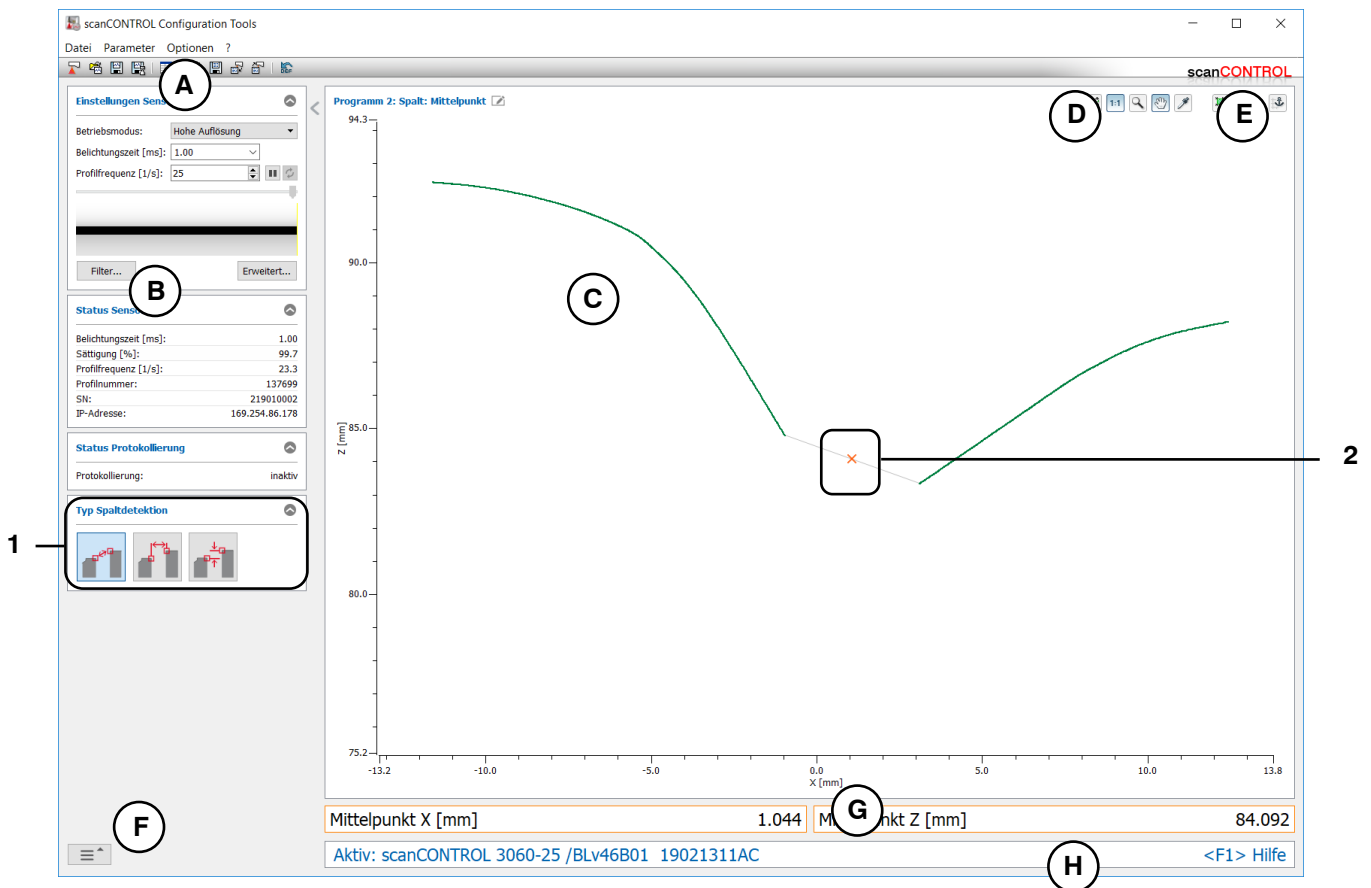 scanCONTROL Configuration Tools
Datei Parameter Optionen ?
A
scanCONTROL
Einstellungen Sens
Betriebsmodus: Hohe Auflösung
Belichtungszeit [ms]: 1.00
Profilfrequenz [1/s]: 25
Filter... Erweitert...
B
Status Senso
Belichtungszeit [ms]: 1.00
Sättigung [%]: 99.7
Profilfrequenz [1/s]: 23.3
Profilnummer: 137699
SN: 219010002
IP-Adresse: 169.254.86.178
Status Protokollierung
Protokollierung: inaktiv
Typ Spaltdetektion
1
F
Programm 2: Spalt: Mittelpunkt
D 1:1 E
94.3
90.0
C
85.0
Z [mm]
80.0
75.2
2
-13.2 -10.0 -5.0 0.0 5.0 10.0 13.8
X [mm]
Mittelpunkt X [mm] 1.044
G
nkt Z [mm] 84.092
Aktiv: scanCONTROL 3060-25 /BLv46B01 19021311AC
H
<F1> Hilfe